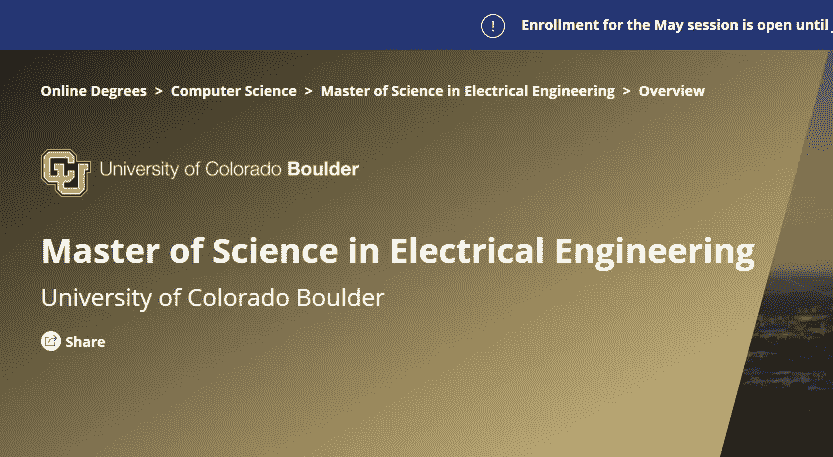 Enrollment for the May session is open until
Online Degrees > Computer Science > Master of Science in Electrical Engineering > Overview
CU University of Colorado Boulder
Master of Science in Electrical Engineering
University of Colorado Boulder
Share